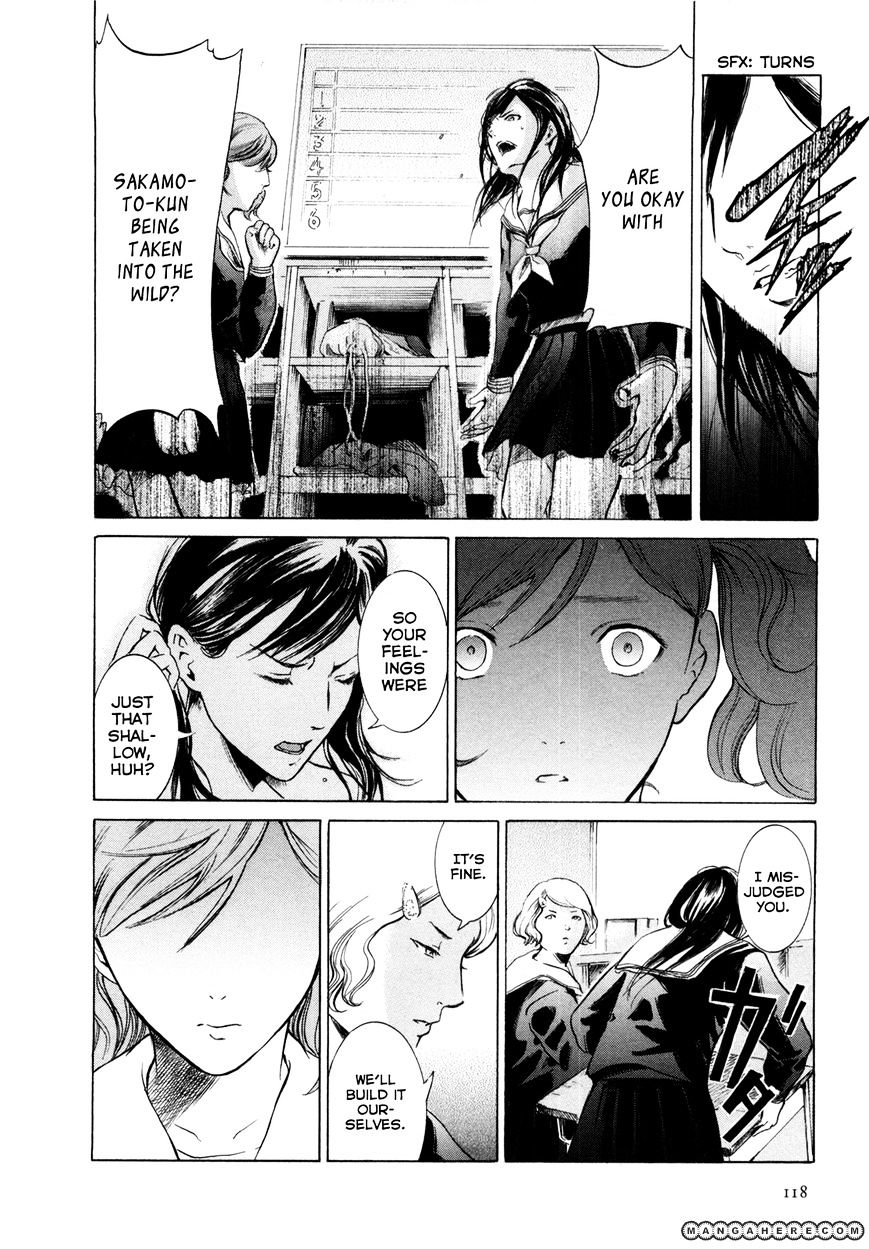 SFX: TURNS
ARE
YOU OKAY
WITH
SAKAMO-
TO-KUN
BEING
TAKEN
INTO THE
WILD?
1
2
3
4
5
6
SO
YOUR
FEEL-
INGS
WERE
JUST
THAT
SHAL-
LOW,
HUH?
I MIS-
JUDGED
YOU.
ガタ
IT'S
FINE.
WE'LL
BUILD IT
OUR-
SELVES.
118
MANGAHERE.COM